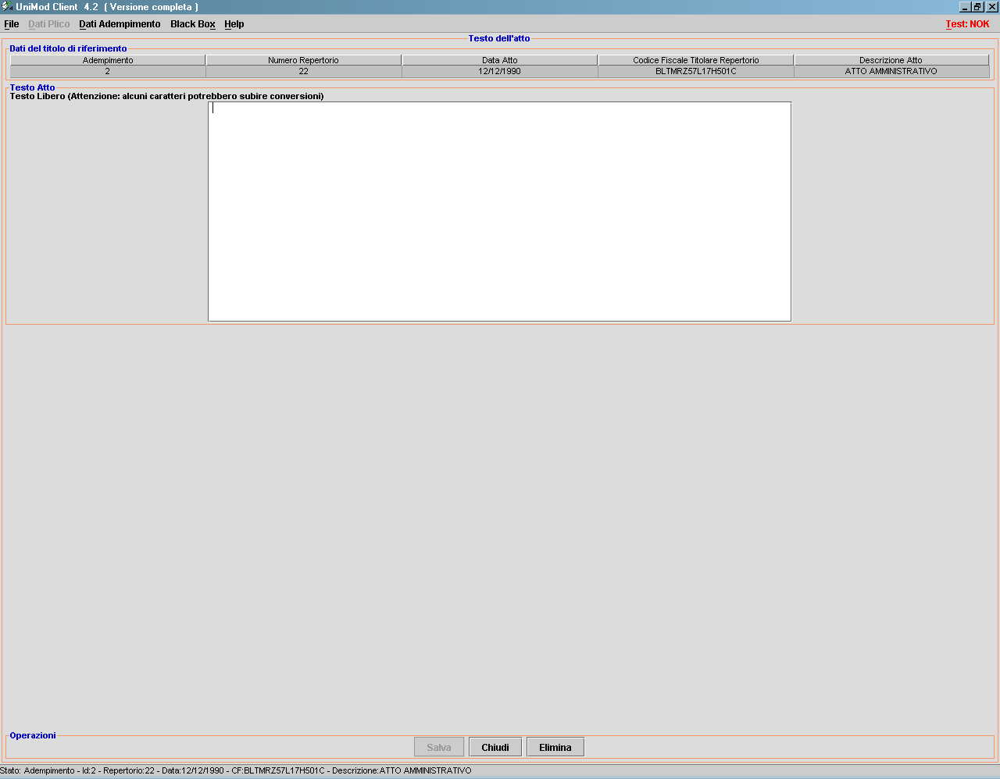 UniMod Client 4.2 ( Versione completa )
File Dati Plico Dati Adempimento Black Box Help Test: NOK
Testo dell'atto
Dati del titolo di riferimento
Adempimento Numero Repertorio Data Atto Codice Fiscale Titolare Repertorio Descrizione Atto
2 22 12/12/1990 BLTMRZ57L17H501C ATTO AMMINISTRATIVO
Testo Atto
Testo Libero (Attenzione: alcuni caratteri potrebbero subire conversioni)
Operazioni
Salva Chiudi Elimina
Stato: Adempimento - Id:2 - Repertorio:22 - Data:12/12/1990 - CF:BLTMRZ57L17H501C - Descrizione:ATTO AMMINISTRATIVO